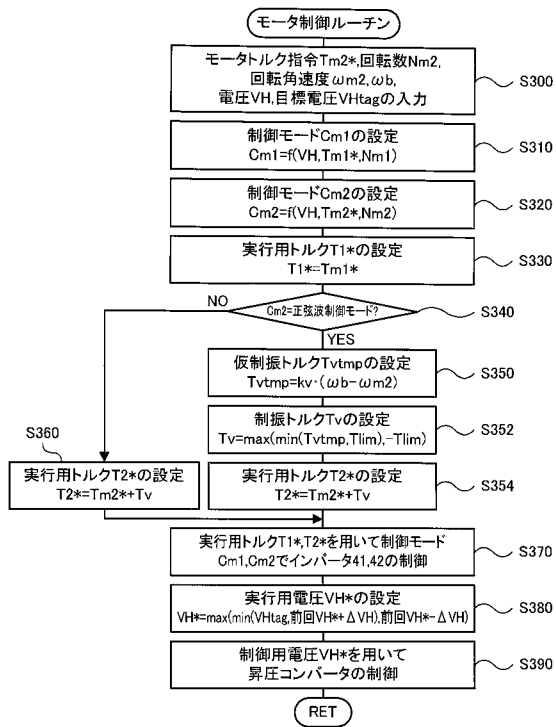 モータ制御ルーチン
モータトルク指令Tm2*,回転数Nm2,
回転角速度ωm2,ωb,
電圧VH,目標電圧VHtagの入力
S300
制御モードCm1の設定
Cm1=f(VH,Tm1*,Nm1)
S310
制御モードCm2の設定
Cm2=f(VH,Tm2*,Nm2)
S320
実行用トルクT1*の設定
T1*=Tm1*
S330
NO
Cm2=正弦波制御モード?
S340
YES
仮制振トルクTvtmpの設定
Tvtmp=kv・(ωb-ωm2)
S350
制振トルクTvの設定
Tv=max(min(Tvtmp,Tlim),-Tlim)
S352
S360
実行用トルクT2*の設定
T2*=Tm2*+Tv
実行用トルクT2*の設定
T2*=Tm2*+Tv
S354
実行用トルクT1*,T2*を用いて制御モード
Cm1,Cm2でインバータ41,42の制御
S370
実行用電圧VH*の設定
VH*=max(min(VHtag,前回VH*+ΔVH),前回VH*-ΔVH)
S380
制御用電圧VH*を用いて
昇圧コンバータの制御
S390
RET